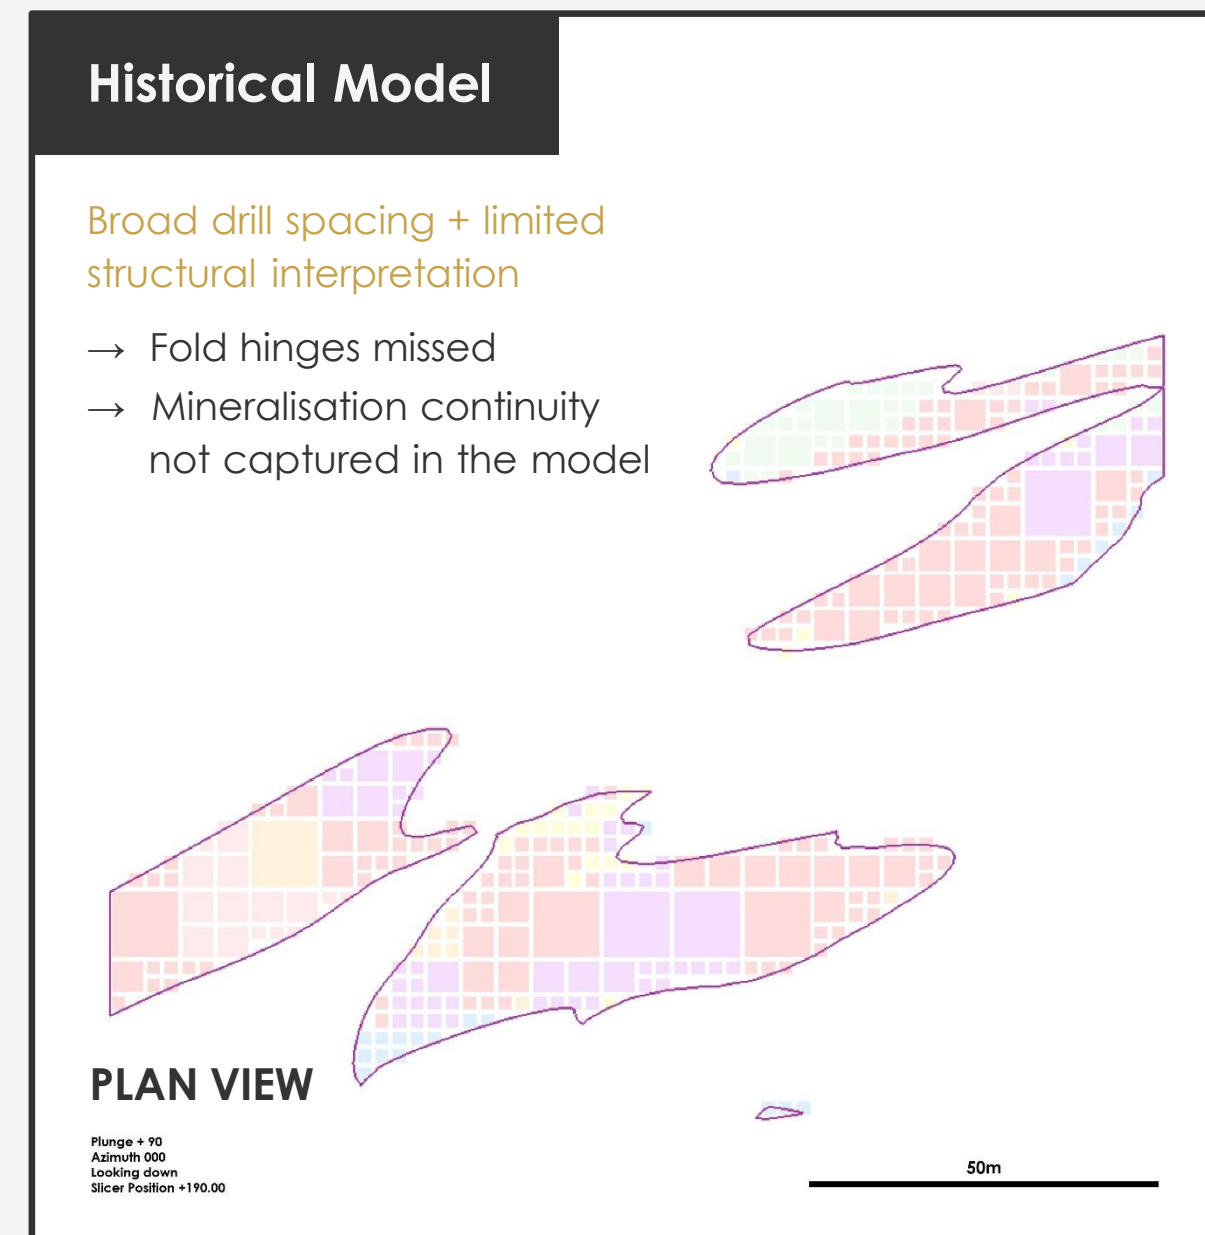 Historical Model
Broad drill spacing + limited
structural interpretation
→ Fold hinges missed
→ Mineralisation continuity
not captured in the model
PLAN VIEW
Plunge + 90
Azimuth 000
Looking down
Slicer Position +190.00
50m